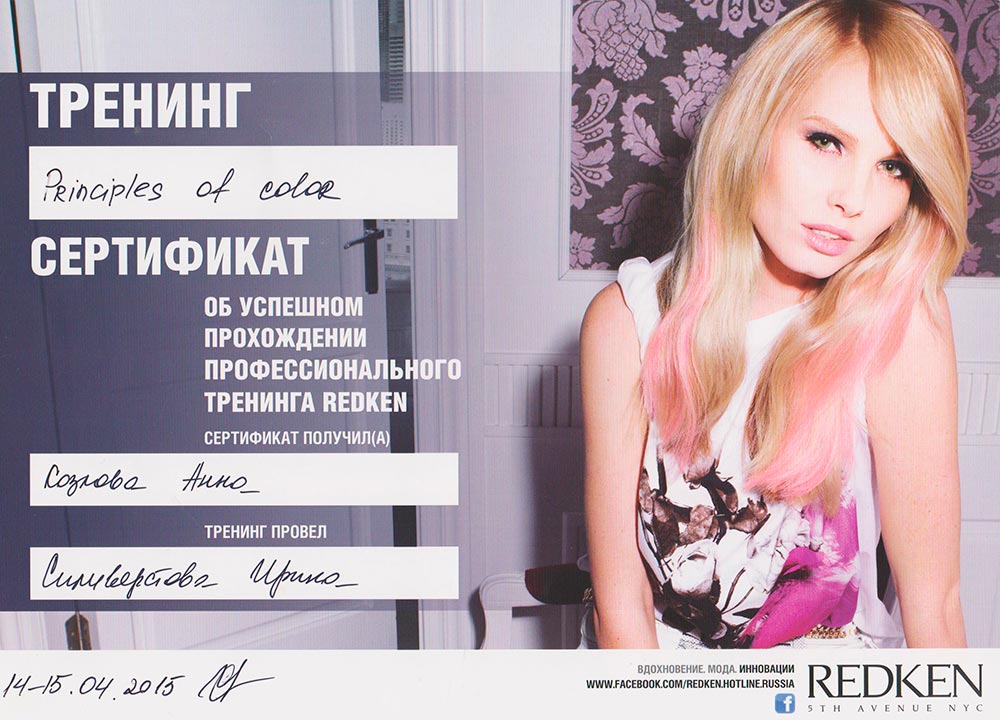 ТРЕНИНГ
Principles of color
СЕРТИФИКАТ
ОБ УСПЕШНОМ
ПРОХОЖДЕНИИ
ПРОФЕССИОНАЛЬНОГО
ТРЕНИНГА REDKEN
СЕРТИФИКАТ ПОЛУЧИЛ(А)
Козлова Анна
ТРЕНИНГ ПРОВЕЛ
Силиверстова Ирина
14-15.04.2015
ВДОХНОВЕНИЕ. МОДА. ИННОВАЦИИ
WWW.FACEBOOK.COM/REDKEN.HOTLINE.RUSSIA
f
REDKEN
5TH AVENUE NYC